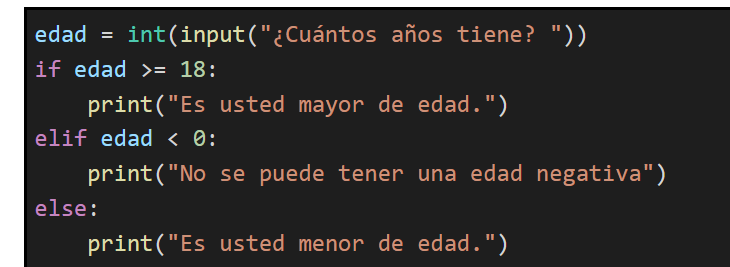 edad = int(input("¿Cuántos años tiene? "))
if edad >= 18:
    print("Es usted mayor de edad.")
elif edad < 0:
    print("No se puede tener una edad negativa")
else:
    print("Es usted menor de edad.")